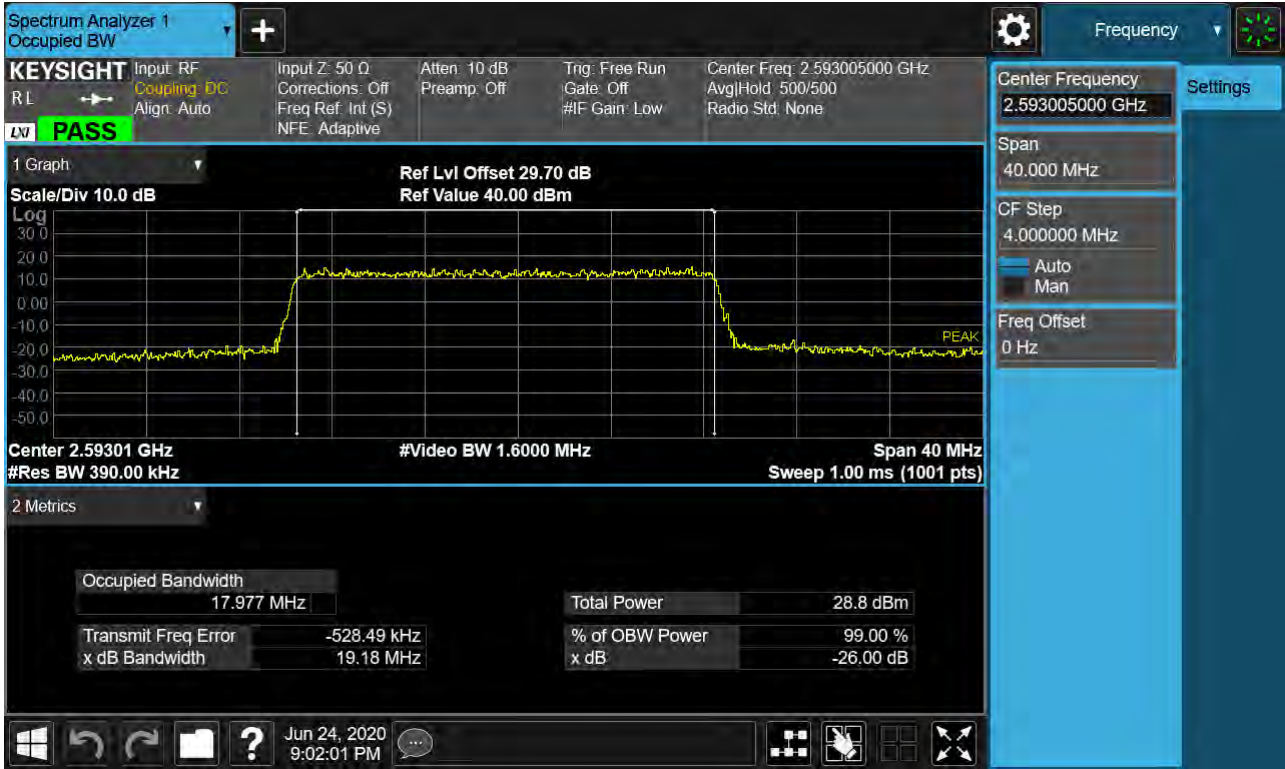 Spectrum Analyzer 1
Occupied BW
Frequency
KEYSIGHT
RL
LXI
PASS
Input: RF
Coupling: DC
Align: Auto
Input Z: 50 Ω
Corrections: Off
Freq Ref: Int (S)
NFE: Adaptive
Atten: 10 dB
Preamp: Off
Trig: Free Run
Gate: Off
#IF Gain: Low
Center Freq: 2.593005000 GHz
Avg|Hold: 500/500
Radio Std: None
Center Frequency
2.593005000 GHz
Settings
Span
40.000 MHz
CF Step
4.000000 MHz
Auto
Man
Freq Offset
0 Hz
1 Graph
Scale/Div 10.0 dB
Ref Lvl Offset 29.70 dB
Ref Value 40.00 dBm
Log
30.0
20.0
10.0
0.00
-10.0
-20.0
-30.0
-40.0
-50.0
PEAK
Center 2.59301 GHz
#Video BW 1.6000 MHz
Span 40 MHz
#Res BW 390.00 kHz
Sweep 1.00 ms (1001 pts)
2 Metrics
Occupied Bandwidth
17.977 MHz
Total Power 28.8 dBm
Transmit Freq Error -528.49 kHz
% of OBW Power 99.00 %
x dB Bandwidth 19.18 MHz
x dB -26.00 dB
?
Jun 24, 2020
9:02:01 PM